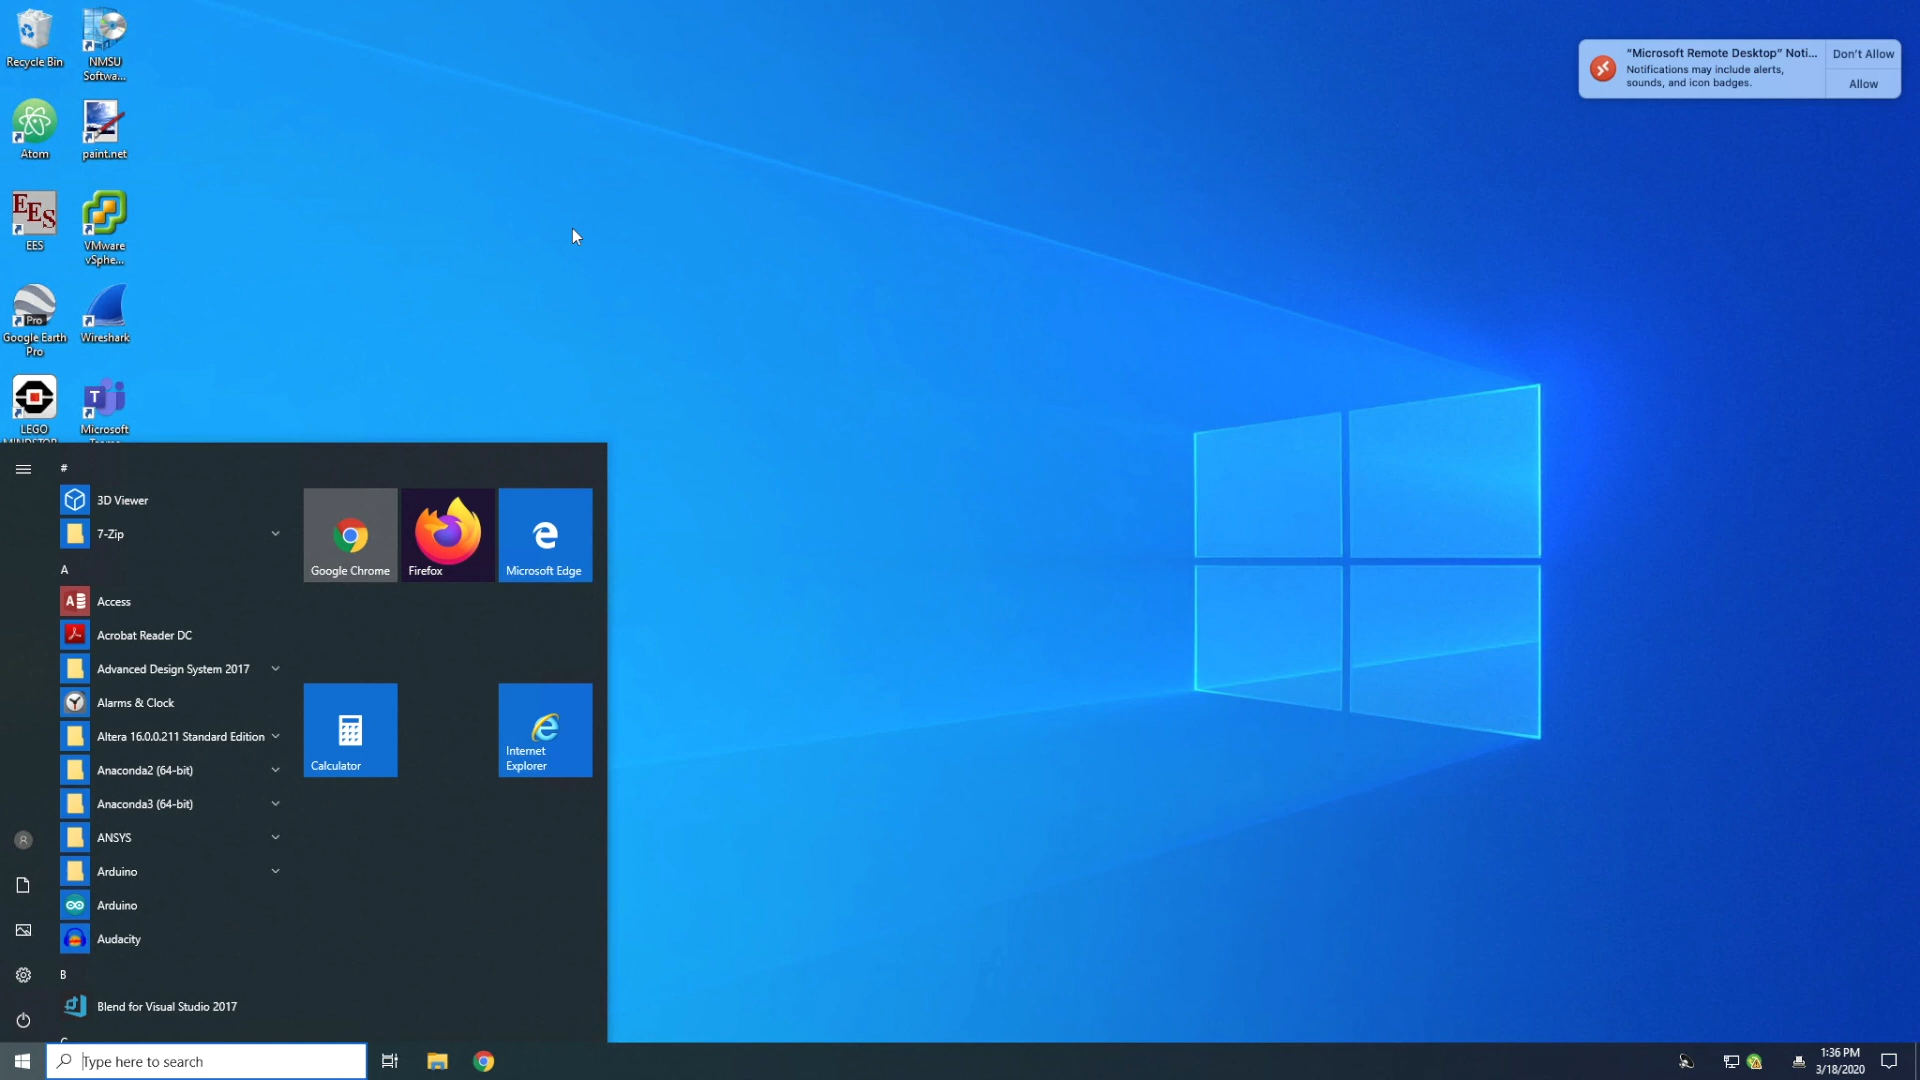 Recycle Bin
NMSU
Softwa...
Atom
paint.net
EES
EES
VMware
vSphe...
Pro
Google Earth
Pro
Wireshark
LEGO
MINDSTOR...
T
Microsoft
Teams
"Microsoft Remote Desktop" Noti...
Notifications may include alerts,
sounds, and icon badges.
Don't Allow
Allow
#
3D Viewer
7-Zip
A
Access
Acrobat Reader DC
Advanced Design System 2017
Alarms & Clock
Altera 16.0.0.211 Standard Edition
Anaconda2 (64-bit)
Anaconda3 (64-bit)
ANSYS
Arduino
Arduino
Audacity
B
Blend for Visual Studio 2017
Google Chrome
Firefox
Microsoft Edge
Calculator
Internet
Explorer
Type here to search
1:36 PM
3/18/2020